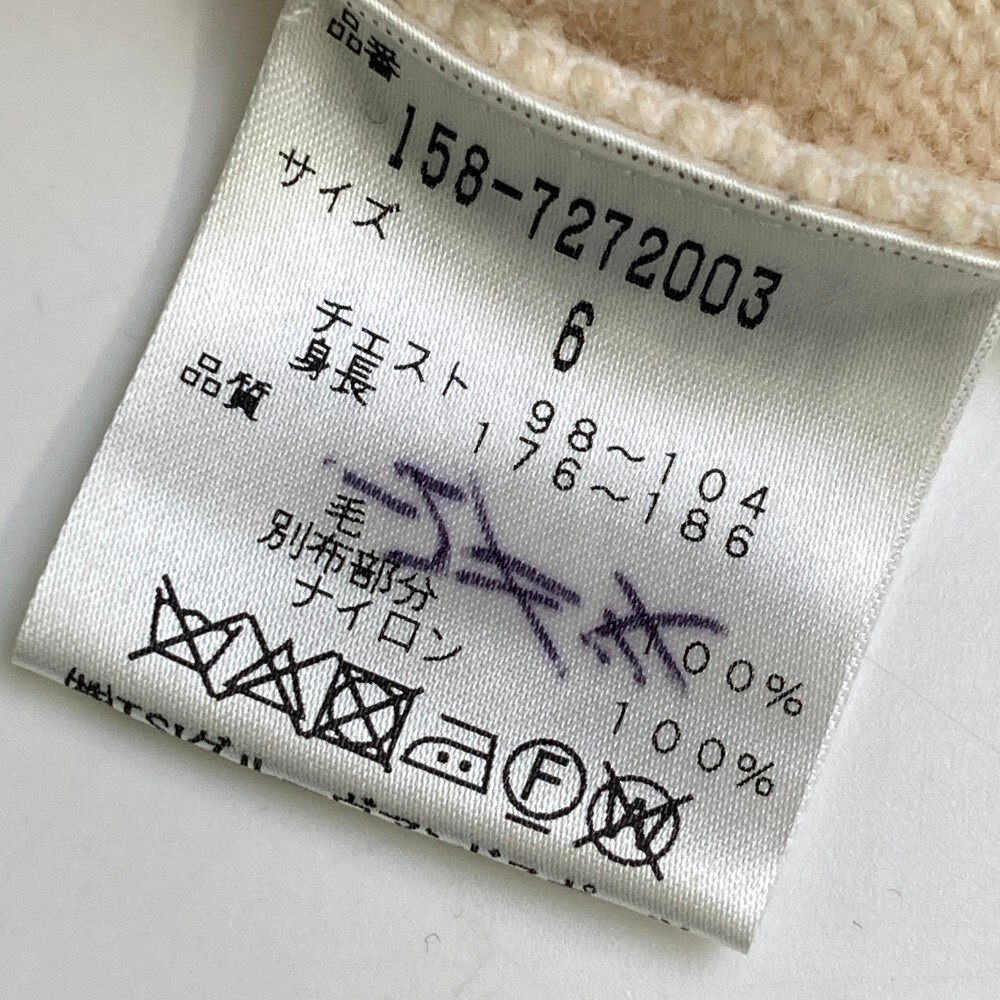 品番
158-7272003
サイズ
6
チェスト 98～104
身長 176～186
品質
毛 100%
別布部分
ナイロン 100%
F
W